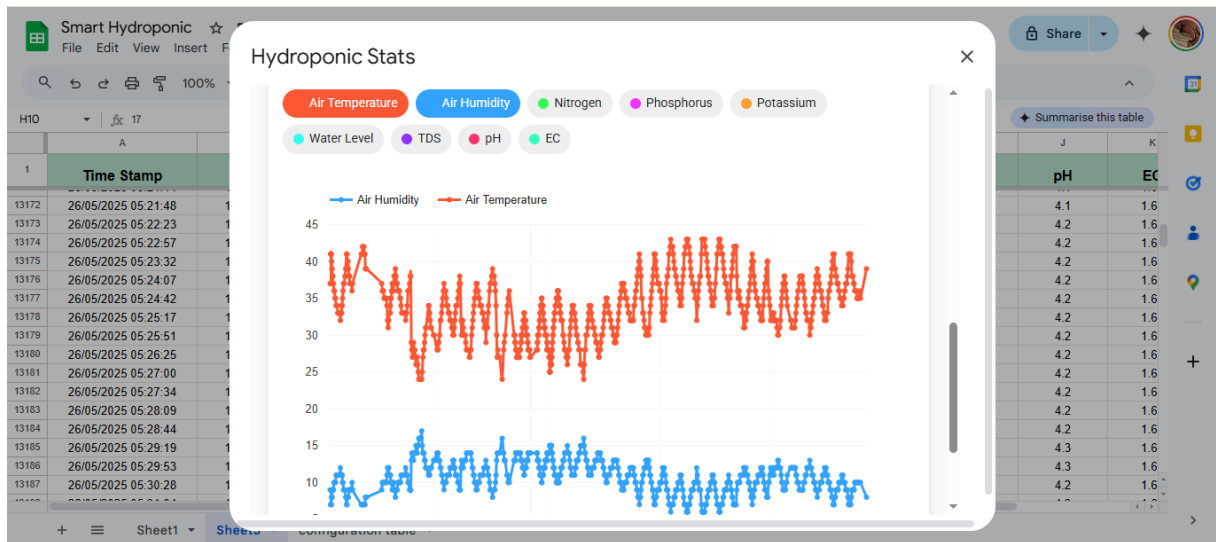 Smart Hydroponic
File Edit View Insert
Share
100%
H10 fx 17
Summarise this table
A J K
1 Time Stamp pH EC
13172 26/05/2025 05:21:48 4.1 1.6
13173 26/05/2025 05:22:23 4.2 1.6
13174 26/05/2025 05:22:57 4.2 1.6
13175 26/05/2025 05:23:32 4.2 1.6
13176 26/05/2025 05:24:07 4.2 1.6
13177 26/05/2025 05:24:42 4.2 1.6
13178 26/05/2025 05:25:17 4.2 1.6
13179 26/05/2025 05:25:51 4.2 1.6
13180 26/05/2025 05:26:25 4.2 1.6
13181 26/05/2025 05:27:00 4.2 1.6
13182 26/05/2025 05:27:34 4.2 1.6
13183 26/05/2025 05:28:09 4.2 1.6
13184 26/05/2025 05:28:44 4.2 1.6
13185 26/05/2025 05:29:19 4.3 1.6
13186 26/05/2025 05:29:53 4.3 1.6
13187 26/05/2025 05:30:28 4.2 1.6
Sheet1
Hydroponic Stats
Air Temperature Air Humidity Nitrogen Phosphorus Potassium
Water Level TDS pH EC
Air Humidity Air Temperature
45
40
35
30
25
20
15
10
31